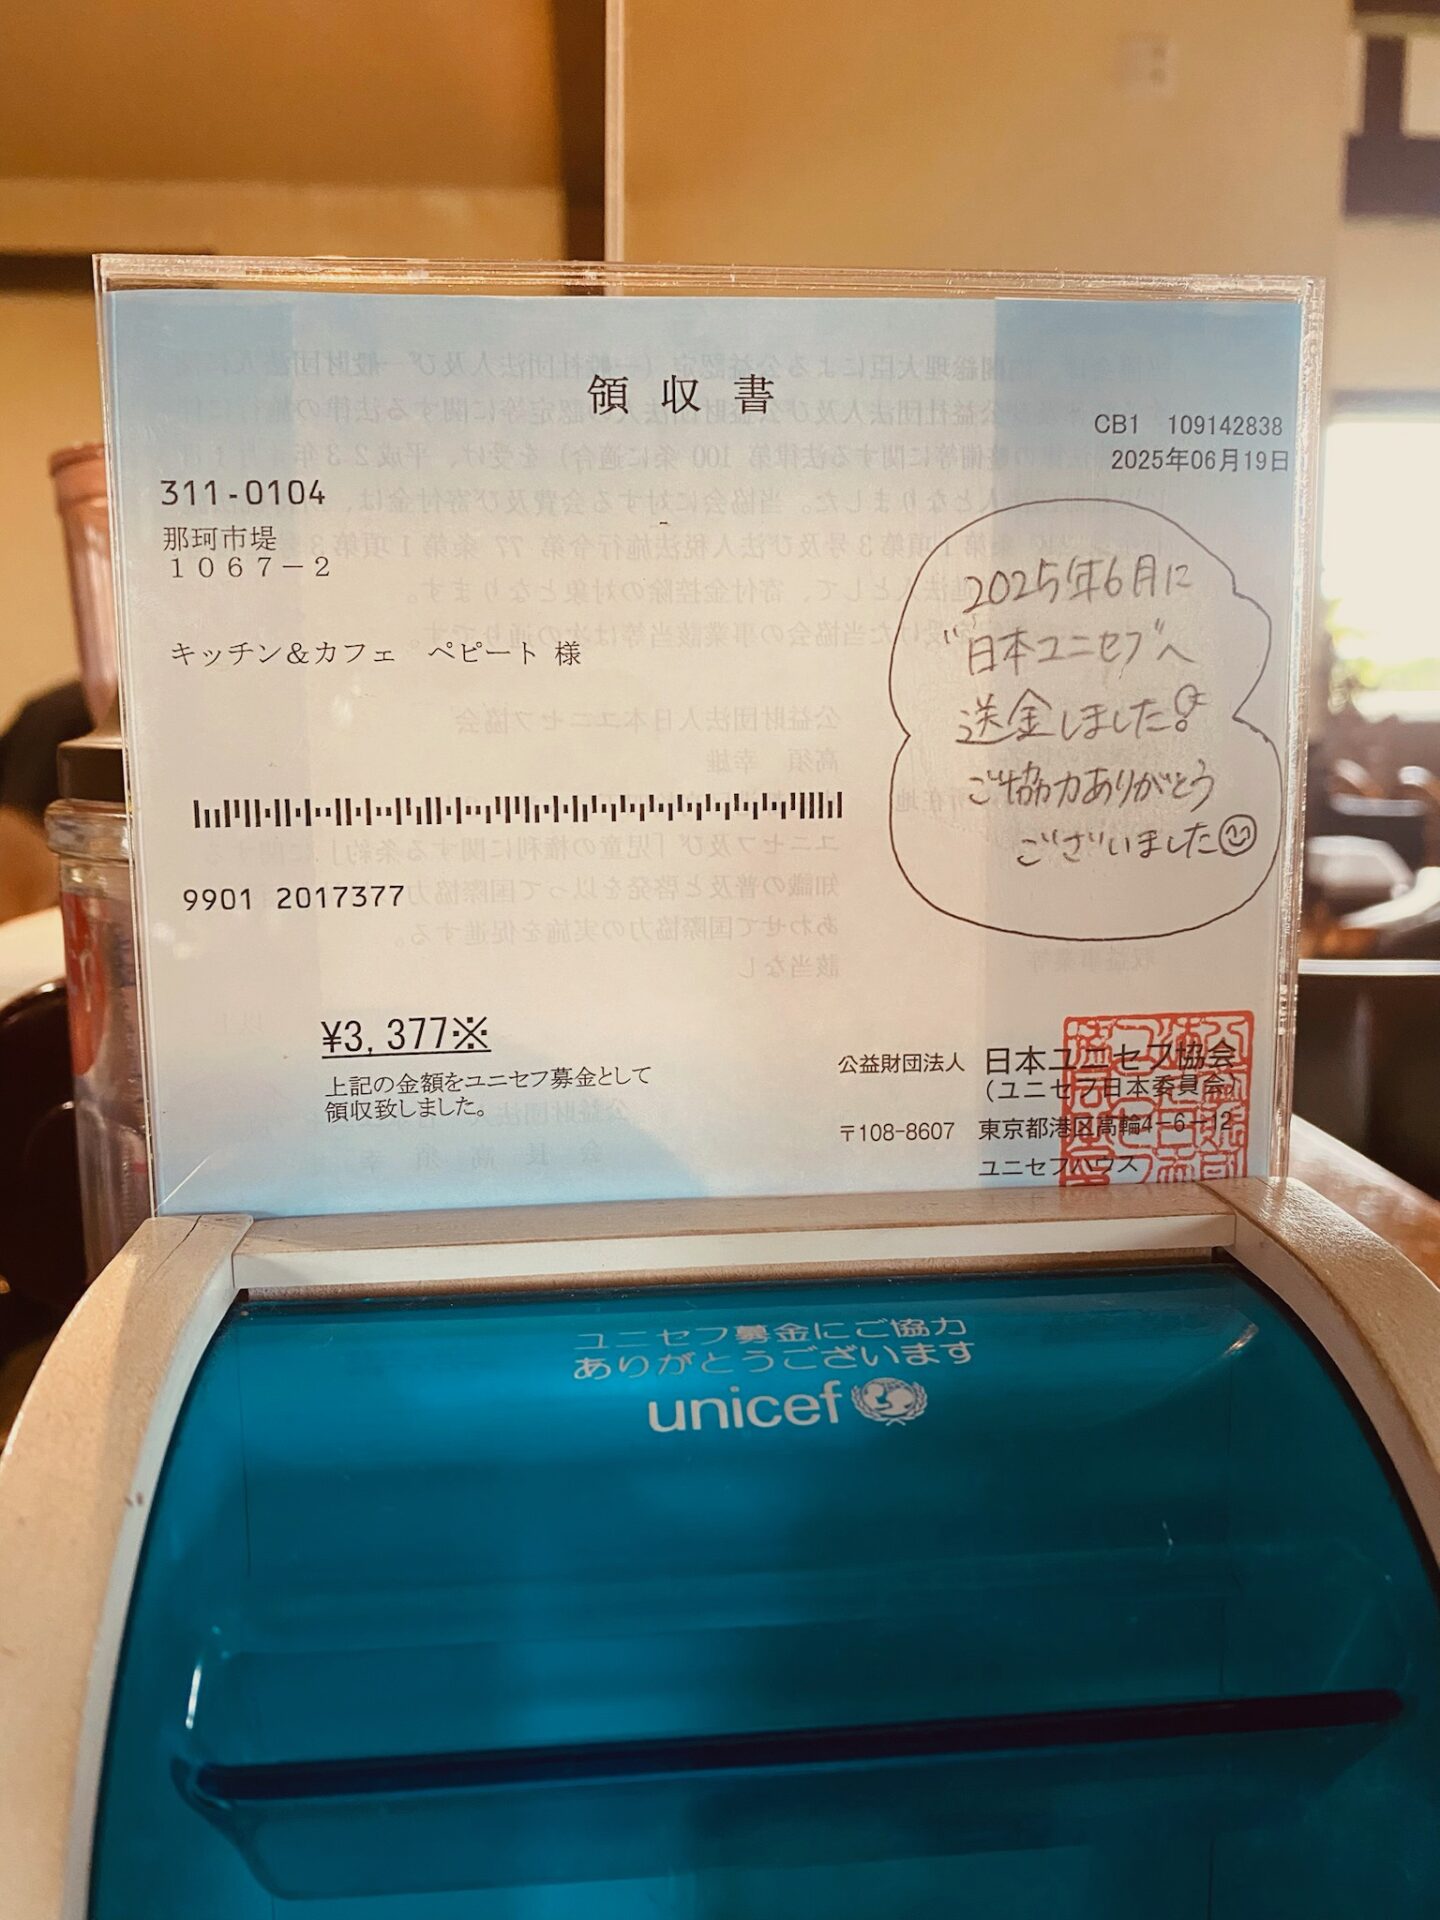 領収書
CB1 109142838
2025年06月19日
311-0104
那珂市堤
1067-2
キッチン&カフェ ペピート 様
2025年6月に
"日本ユニセフ"へ
送金しました!
ご協力ありがとう
ございました
9901 2017377
¥3,377※
上記の金額をユニセフ募金として
領収致しました。
公益財団法人 日本ユニセフ協会
(ユニセフ日本委員会)
〒108-8607 東京都港区高輪4-6-12
ユニセフハウス
ユニセフ募金にご協力
ありがとうございます
unicef